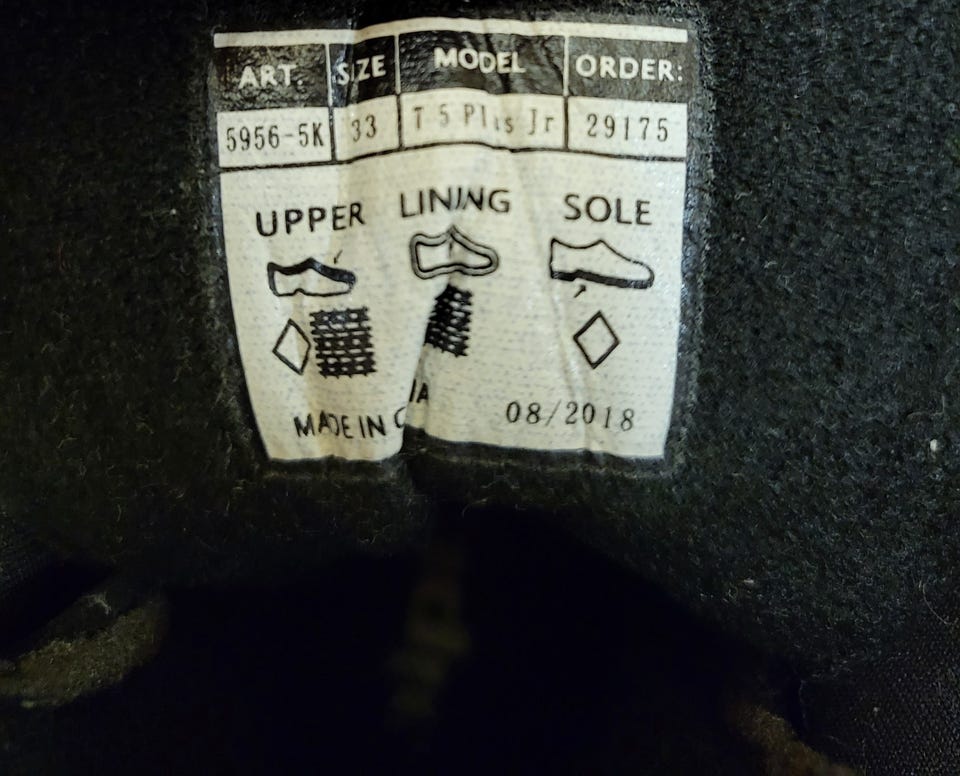 ART. SIZE MODEL ORDER:
5956-5K 33 T 5 Plus Jr 29175
UPPER LINING SOLE
MADE IN 08/2018